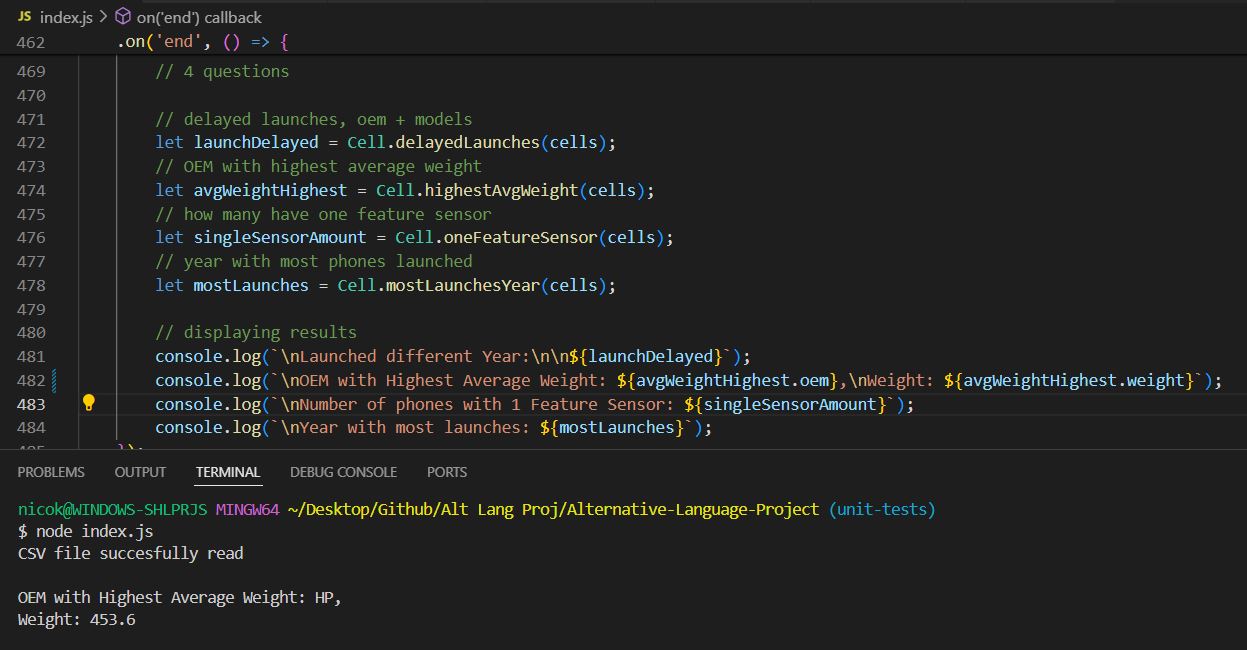 JS index.js > on('end') callback
462 .on('end', () => {
469 // 4 questions
470
471 // delayed launches, oem + models
472 let launchDelayed = Cell.delayedLaunches(cells);
473 // OEM with highest average weight
474 let avgWeightHighest = Cell.highestAvgWeight(cells);
475 // how many have one feature sensor
476 let singleSensorAmount = Cell.oneFeatureSensor(cells);
477 // year with most phones launched
478 let mostLaunches = Cell.mostLaunchesYear(cells);
479
480 // displaying results
481 console.log(`\nLaunched different Year:\n\n${launchDelayed}`);
482 console.log(`\nOEM with Highest Average Weight: ${avgWeightHighest.oem},\nWeight: ${avgWeightHighest.weight}`);
483 console.log(`\nNumber of phones with 1 Feature Sensor: ${singleSensorAmount}`);
484 console.log(`\nYear with most launches: ${mostLaunches}`);
PROBLEMS OUTPUT TERMINAL DEBUG CONSOLE PORTS
nicok@WINDOWS-SHLPRJS MINGW64 ~/Desktop/Github/Alt Lang Proj/Alternative-Language-Project (unit-tests)
$ node index.js
CSV file succesfully read
OEM with Highest Average Weight: HP,
Weight: 453.6